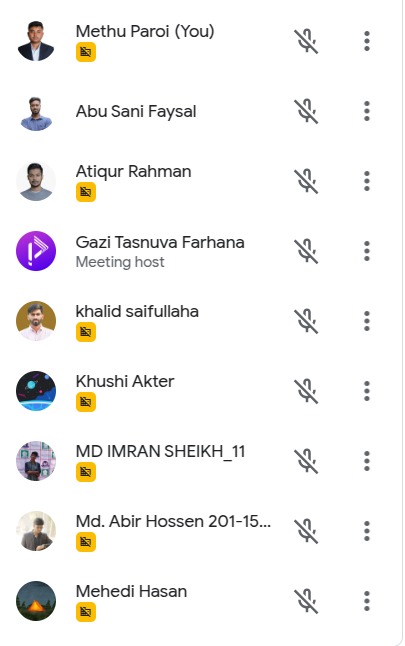 Methu Paroi (You)
Abu Sani Faysal
Atiqur Rahman
Gazi Tasnuva Farhana
Meeting host
khalid saifullaha
Khushi Akter
MD IMRAN SHEIKH_11
Md. Abir Hossen 201-15...
Mehedi Hasan